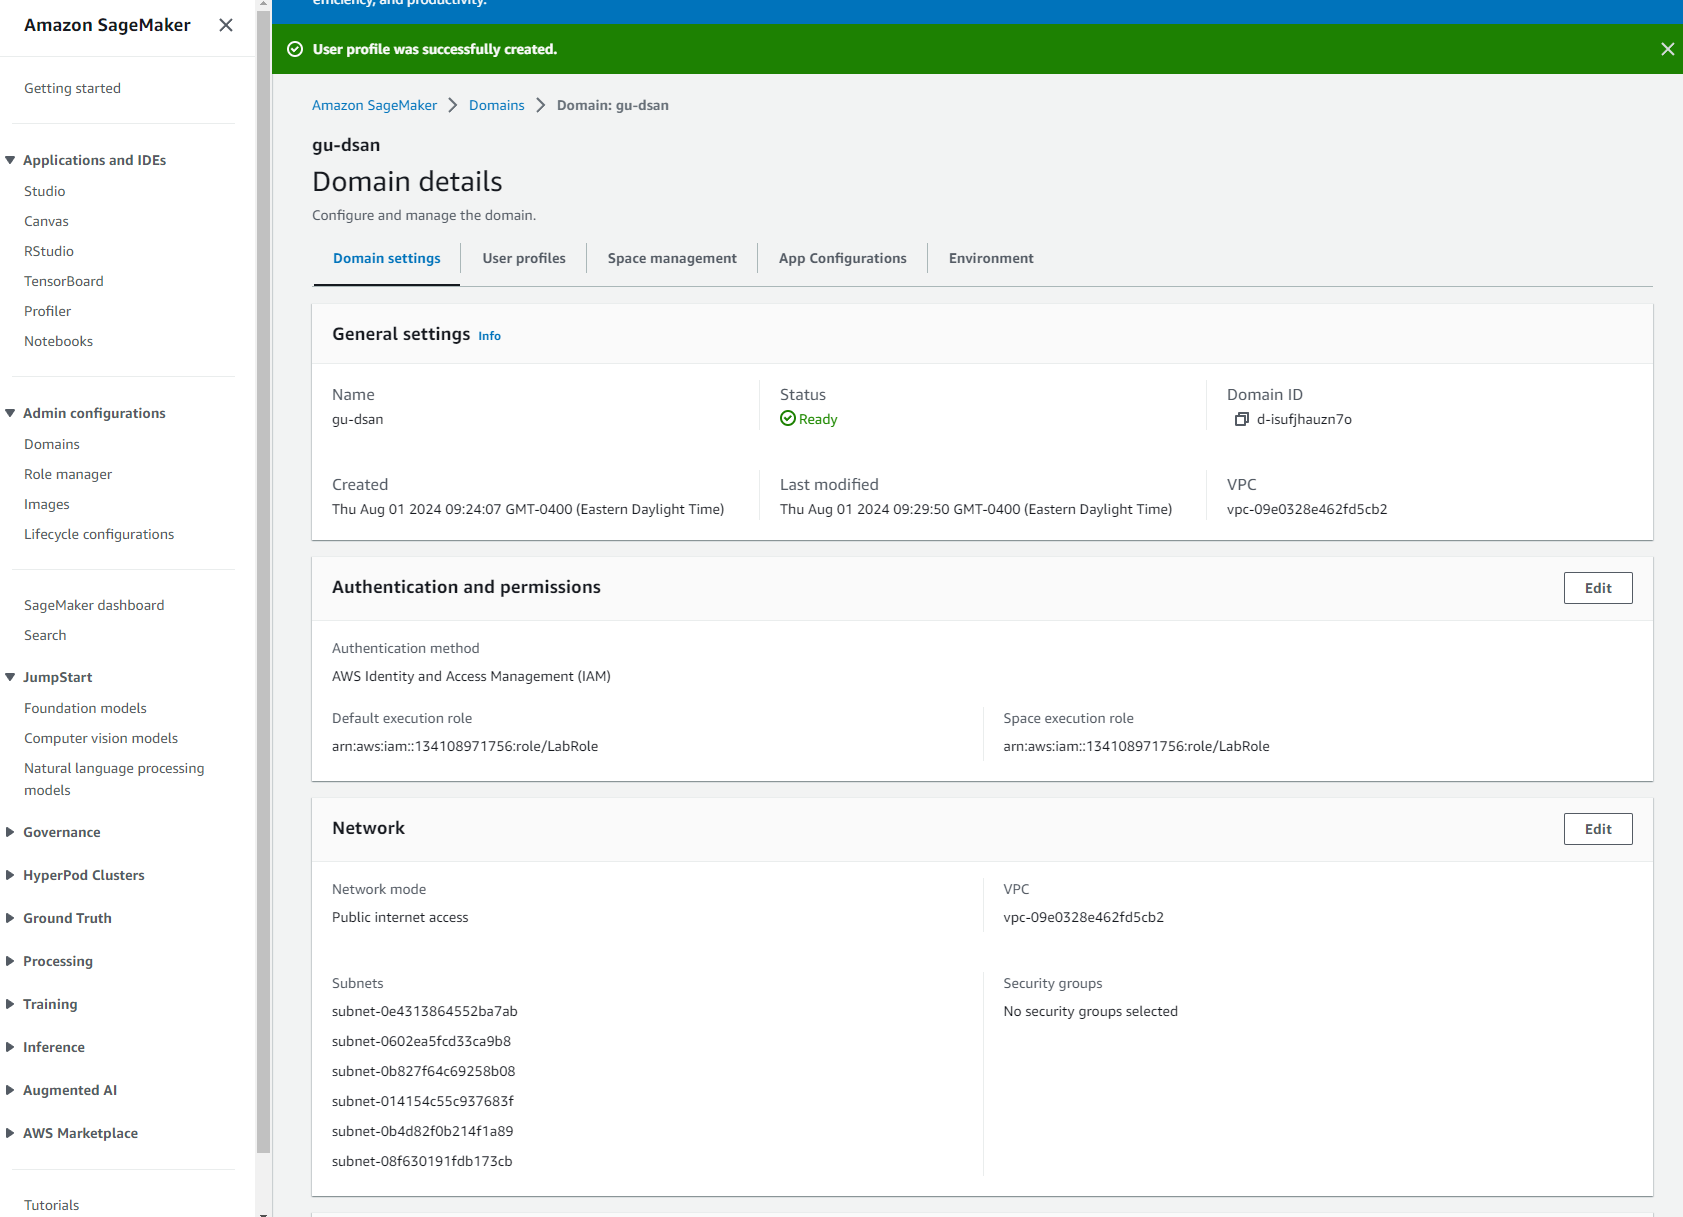 Amazon SageMaker
Getting started
Applications and IDEs
Studio
Canvas
RStudio
TensorBoard
Profiler
Notebooks
Admin configurations
Domains
Role manager
Images
Lifecycle configurations
SageMaker dashboard
Search
JumpStart
Foundation models
Computer vision models
Natural language processing
models
Governance
HyperPod Clusters
Ground Truth
Processing
Training
Inference
Augmented AI
AWS Marketplace
Tutorials
efficiency, and productivity.
User profile was successfully created.
Amazon SageMaker > Domains > Domain: gu-dsan
gu-dsan
Domain details
Configure and manage the domain.
Domain settings User profiles Space management App Configurations Environment
General settings Info
Name Status Domain ID
gu-dsan Ready d-isufjhauzn7o
Created Last modified VPC
Thu Aug 01 2024 09:24:07 GMT-0400 (Eastern Daylight Time) Thu Aug 01 2024 09:29:50 GMT-0400 (Eastern Daylight Time) vpc-09e0328e462fd5cb2
Authentication and permissions Edit
Authentication method
AWS Identity and Access Management (IAM)
Default execution role Space execution role
arn:aws:iam::134108971756:role/LabRole arn:aws:iam::134108971756:role/LabRole
Network Edit
Network mode VPC
Public internet access vpc-09e0328e462fd5cb2
Subnets Security groups
subnet-0e4313864552ba7ab No security groups selected
subnet-0602ea5fcd33ca9b8
subnet-0b827f64c69258b08
subnet-014154c55c937683f
subnet-0b4d82f0b214f1a89
subnet-08f630191fdb173cb